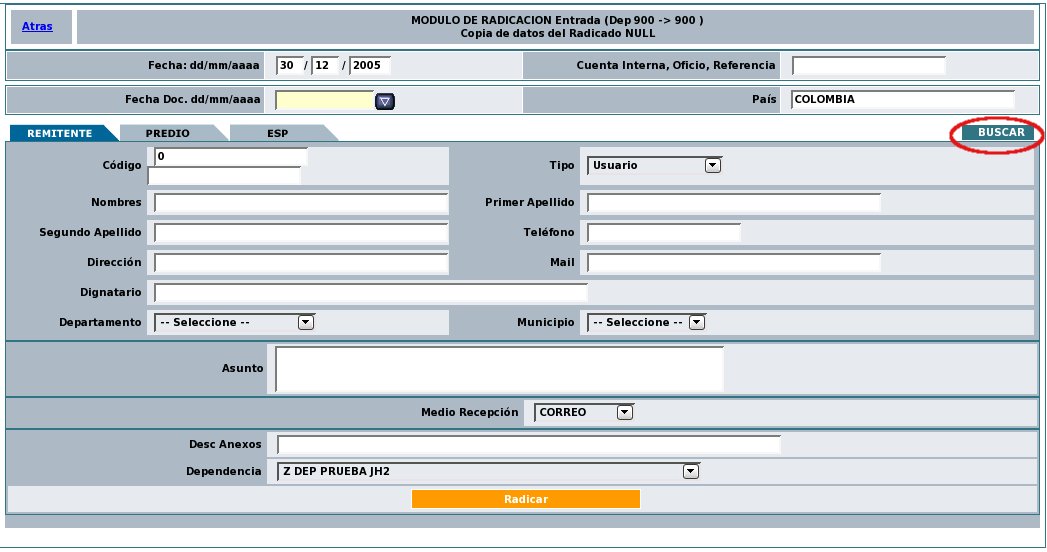 Atras
MODULO DE RADICACION Entrada (Dep 900 -> 900 )
Copia de datos del Radicado NULL
Fecha: dd/mm/aaaa 30 / 12 / 2005 Cuenta Interna, Oficio, Referencia
Fecha Doc. dd/mm/aaaa País COLOMBIA
REMITENTE PREDIO ESP BUSCAR
Código 0 Tipo Usuario
Nombres Primer Apellido
Segundo Apellido Teléfono
Dirección Mail
Dignatario
Departamento -- Seleccione -- Municipio -- Seleccione --
Asunto
Medio Recepción CORREO
Desc Anexos
Dependencia Z DEP PRUEBA JH2
Radicar